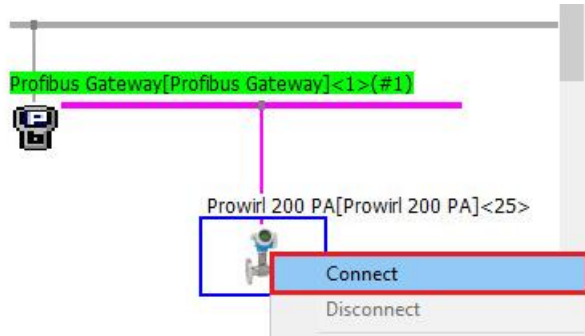 Profibus Gateway[Profibus Gateway]<1>(#1)
P
Prowirl 200 PA[Prowirl 200 PA]<25>
Connect
Disconnect